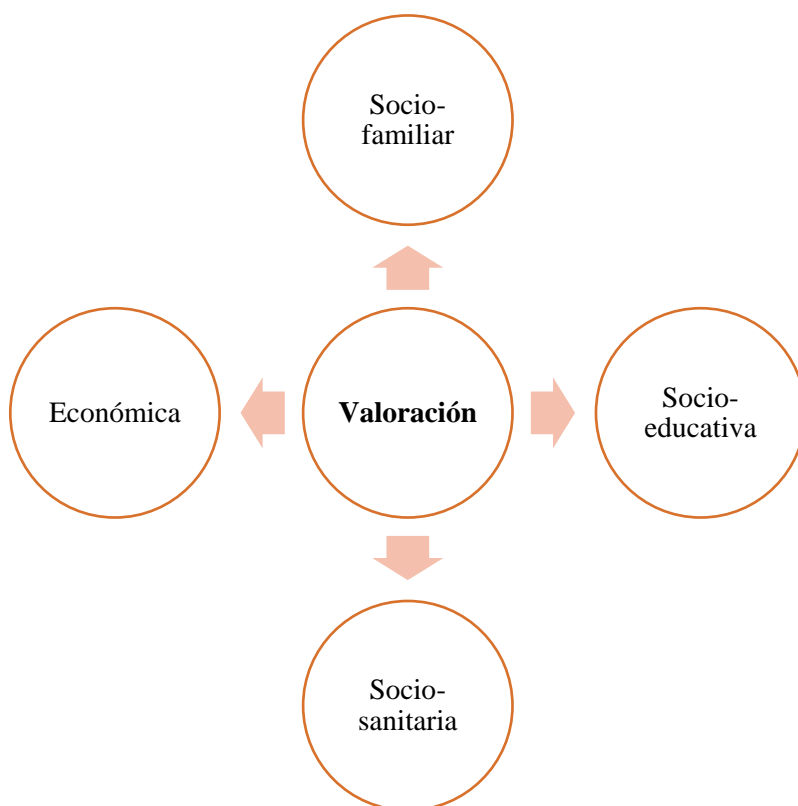 Socio-
familiar
Económica
Valoración
Socio-
educativa
Socio-
sanitaria